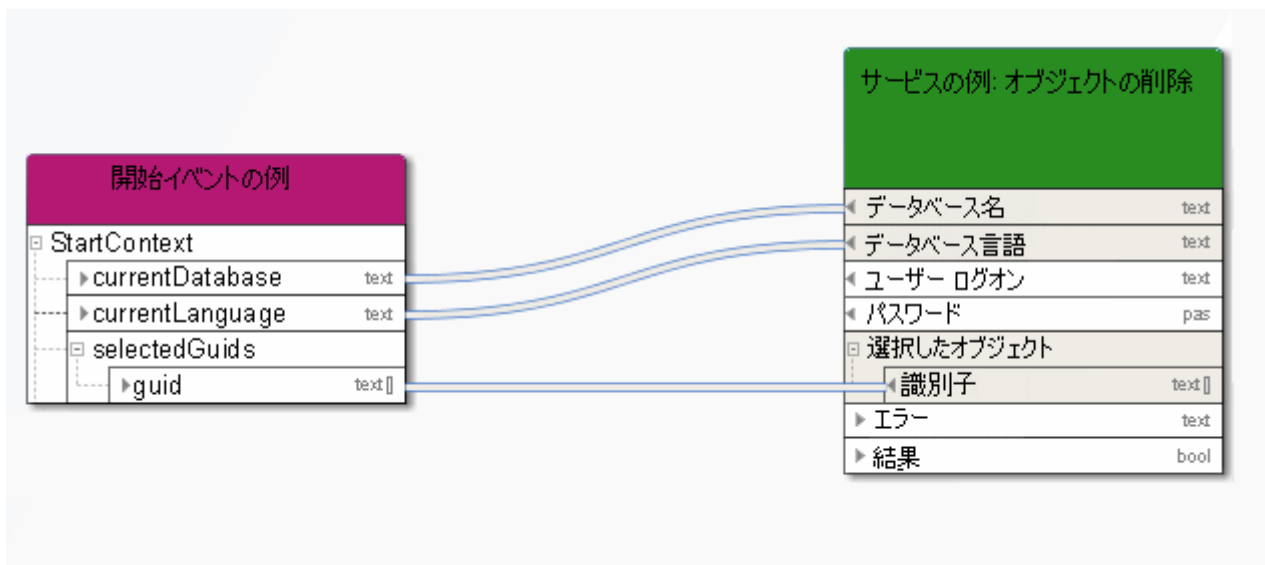 開始イベントの例
StartContext
currentDatabase text
currentLanguage text
selectedGuids
guid text[]
サービスの例: オブジェクトの削除
データベース名 text
データベース言語 text
ユーザー ログオン text
パスワード pas
選択したオブジェクト
識別子 text[]
エラー text
結果 bool